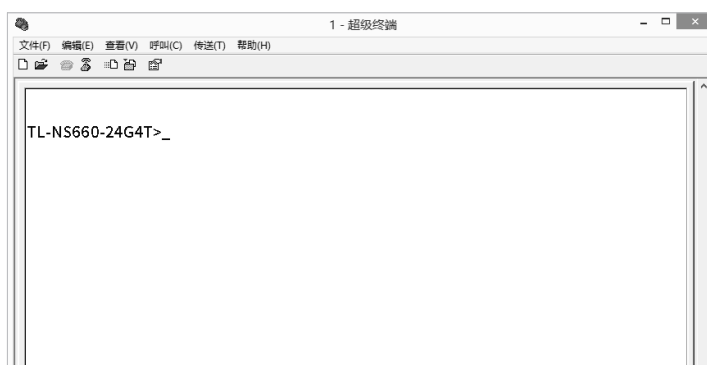 1 - 超级终端
文件(F) 编辑(E) 查看(V) 呼叫(C) 传送(T) 帮助(H)
TL-NS660-24G4T>_